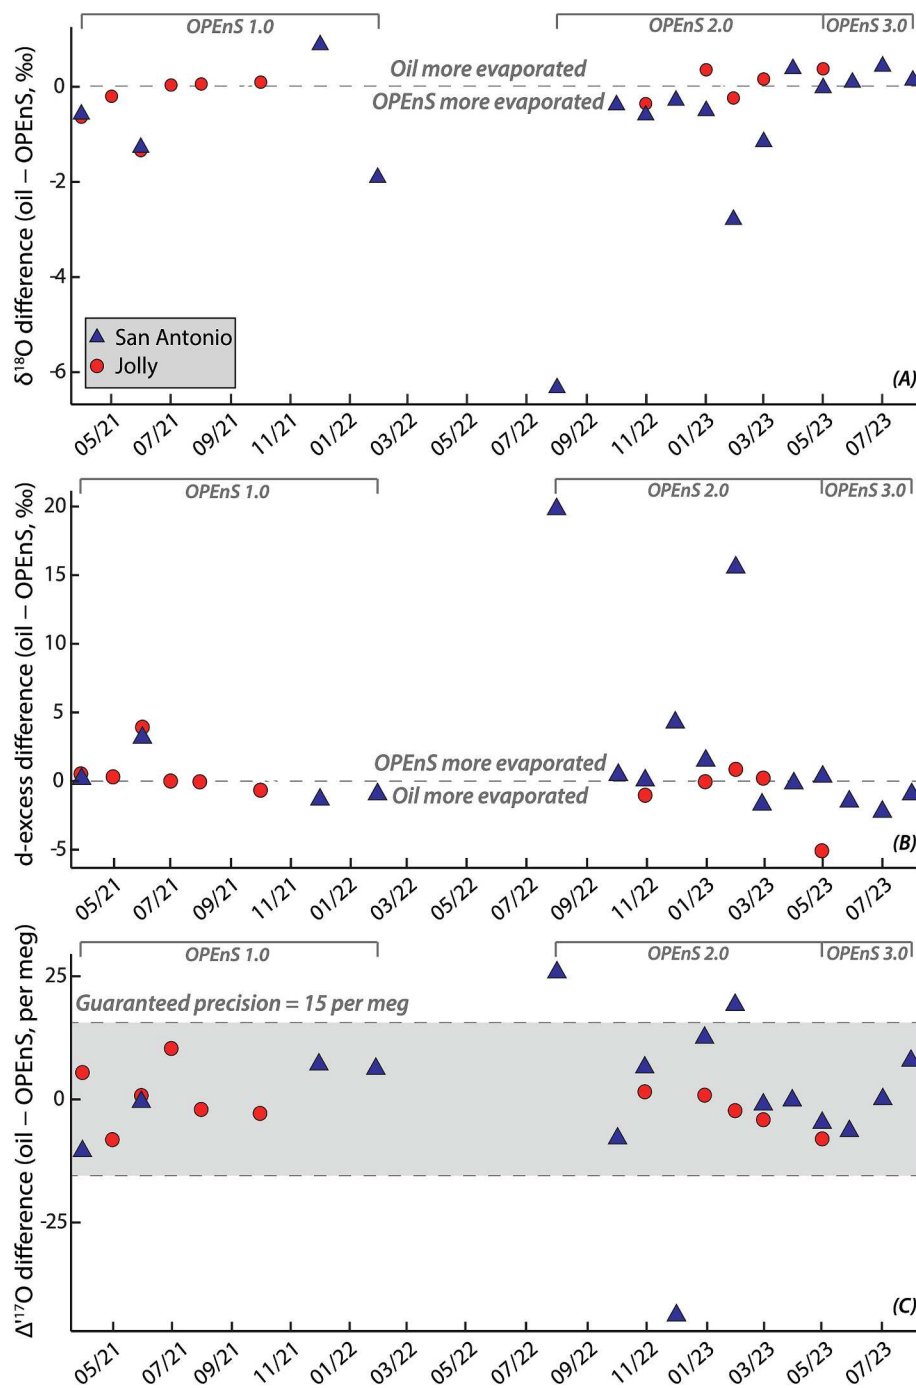 OPEnS 1.0
OPEnS 2.0
OPEnS 3.0
δ18O difference (oil – OPEnS, ‰)
0
-2
-4
-6
Oil more evaporated
OPEnS more evaporated
San Antonio
Jolly
(A)
05/21
07/21
09/21
11/21
01/22
03/22
05/22
07/22
09/22
11/22
01/23
03/23
05/23
07/23
OPEnS 1.0
OPEnS 2.0
OPEnS 3.0
d-excess difference (oil – OPEnS, ‰)
20
15
10
5
0
-5
OPEnS more evaporated
Oil more evaporated
(B)
05/21
07/21
09/21
11/21
01/22
03/22
05/22
07/22
09/22
11/22
01/23
03/23
05/23
07/23
OPEnS 1.0
OPEnS 2.0
OPEnS 3.0
Δ'17O difference (oil – OPEnS, per meg)
25
0
-25
Guaranteed precision = 15 per meg
(C)
05/21
07/21
09/21
11/21
01/22
03/22
05/22
07/22
09/22
11/22
01/23
03/23
05/23
07/23